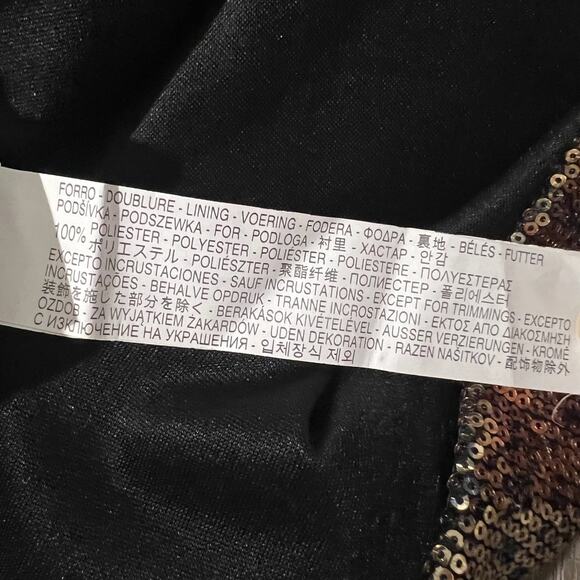 FORRO - DOUBLURE - LINING - VOERING - FODERA - ΦΟΔΡΑ - 裏地 - BÉLÉS - FUTTER
PODŠÍVKA - PODSZEWKA - FOR - PODLOGA - 衬里 - ХАСТАР - 안감
100% POLIESTER - POLYESTER - POLIÉSTER - POLIESTERE - ΠΟΛΥΕΣΤΕΡΑΣ
ポリエステル - POLIÉSZTER - 聚酯纤维 - ПОЛИЕСТЕР - 폴리에스터
EXCEPTO INCRUSTACIONES - SAUF INCRUSTATIONS - EXCEPT FOR TRIMMINGS - EXCEPTO
INCRUSTAÇÕES - BEHALVE OPDRUK - TRANNE INCROSTAZIONI - ΕΚΤΟΣ ΑΠΟ ΔΙΑΚΟΣΜΗΣΗ
装飾を施した部分を除く - BERAKÁSOK KIVÉTELÉVEL - AUSSER VERZIERUNGEN - KROMĚ
OZDOB - ZA WYJĄTKIEM ŻAKARDÓW - UDEN DEKORATION - RAZEN NAŠITKOV - 配饰物除外
С ИЗКЛЮЧЕНИЕ НА УКРАШЕНИЯ - 입체장식 제외